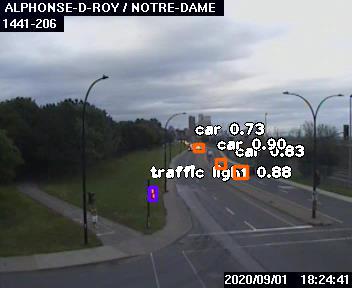 ALPHONSE-D-ROY / NOTRE-DAME
1441-206
car 0.73
car 0.90
car 0.83
traffic light 0.88
2020/09/01 18:24:41